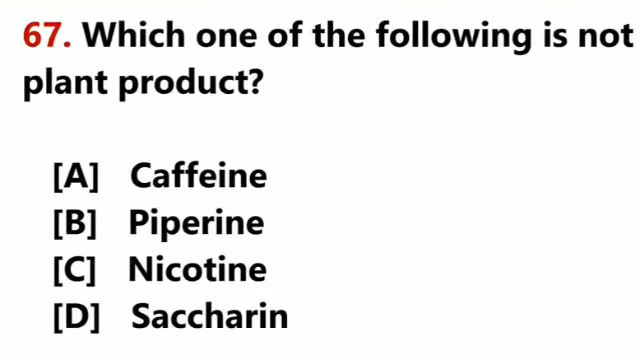 67. Which one of the following is not
plant product?
[A] Caffeine
[B] Piperine
[C] Nicotine
[D] Saccharin